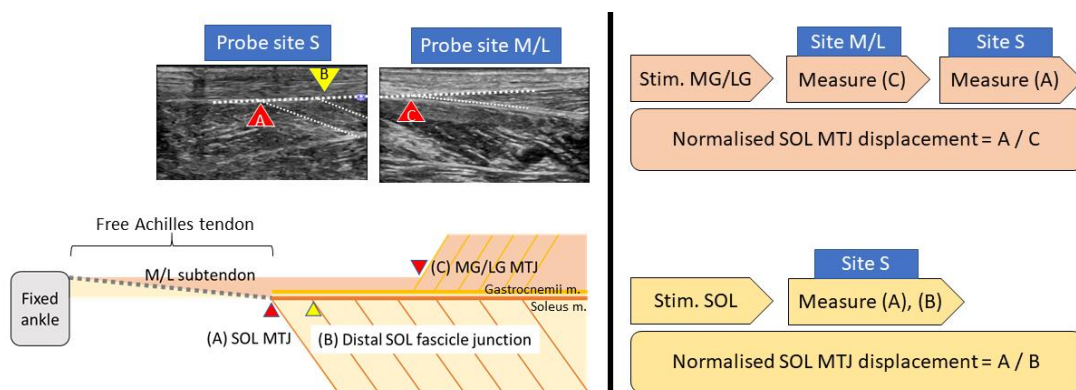 Probe site S
Probe site M/L
B
A
C
Free Achilles tendon
M/L subtendon
(C) MG/LG MTJ
Gastrocnemii m.
Soleus m.
Fixed
ankle
(A) SOL MTJ
(B) Distal SOL fascicle junction
Site M/L
Site S
Stim. MG/LG
Measure (C)
Measure (A)
Normalised SOL MTJ displacement = A / C
Site S
Stim. SOL
Measure (A), (B)
Normalised SOL MTJ displacement = A / B